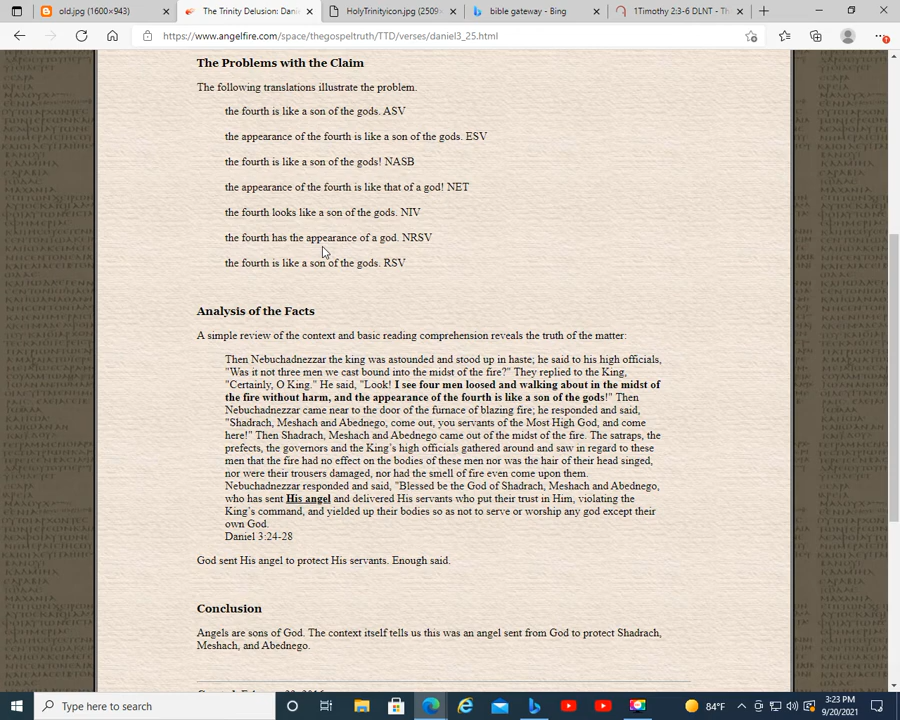 old.jpg (1600×943)
The Trinity Delusion: Dani
HolyTrinityicon.jpg (2509×
bible gateway - Bing
1Timothy 2:3-6 DLNT - Th
https://www.angelfire.com/space/thegospeltruth/TTD/verses/daniel3_25.html
The Problems with the Claim
The following translations illustrate the problem.
the fourth is like a son of the gods. ASV
the appearance of the fourth is like a son of the gods. ESV
the fourth is like a son of the gods! NASB
the appearance of the fourth is like that of a god! NET
the fourth looks like a son of the gods. NIV
the fourth has the appearance of a god. NRSV
the fourth is like a son of the gods. RSV
Analysis of the Facts
A simple review of the context and basic reading comprehension reveals the truth of the matter:
Then Nebuchadnezzar the king was astounded and stood up in haste; he said to his high officials,
"Was it not three men we cast bound into the midst of the fire?" They replied to the King,
"Certainly, O King." He said, "Look! I see four men loosed and walking about in the midst of
the fire without harm, and the appearance of the fourth is like a son of the gods!" Then
Nebuchadnezzar came near to the door of the furnace of blazing fire; he responded and said,
"Shadrach, Meshach and Abednego, come out, you servants of the Most High God, and come
here!" Then Shadrach, Meshach and Abednego came out of the midst of the fire. The satraps, the
prefects, the governors and the King's high officials gathered around and saw in regard to these
men that the fire had no effect on the bodies of these men nor was the hair of their head singed,
nor were their trousers damaged, nor had the smell of fire even come upon them.
Nebuchadnezzar responded and said, "Blessed be the God of Shadrach, Meshach and Abednego,
who has sent His angel and delivered His servants who put their trust in Him, violating the
King's command, and yielded up their bodies so as not to serve or worship any god except their
own God.
Daniel 3:24-28
God sent His angel to protect His servants. Enough said.
Conclusion
Angels are sons of God. The context itself tells us this was an angel sent from God to protect Shadrach,
Meshach, and Abednego.
Type here to search
84°F
3:23 PM
9/20/2021